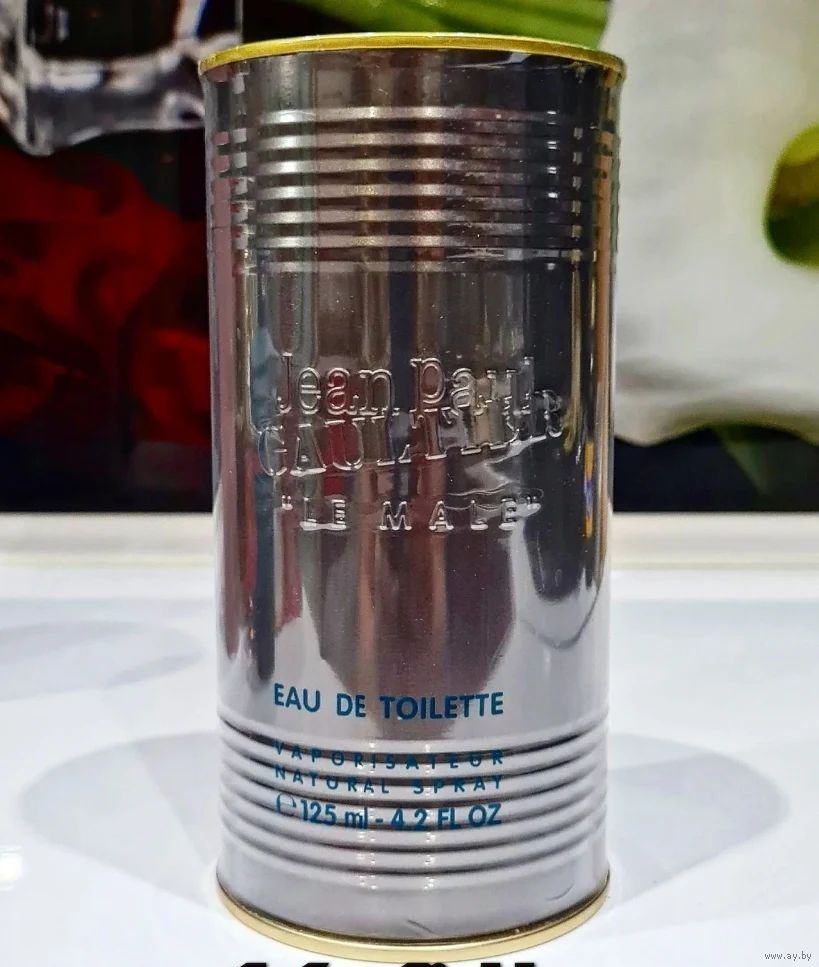 Jean Paul
GAULTIER
"LE MALE"
EAU DE TOILETTE
VAPORISATEUR
NATURAL SPRAY
℮ 125 ml - 4.2 FL OZ
www.ay.by